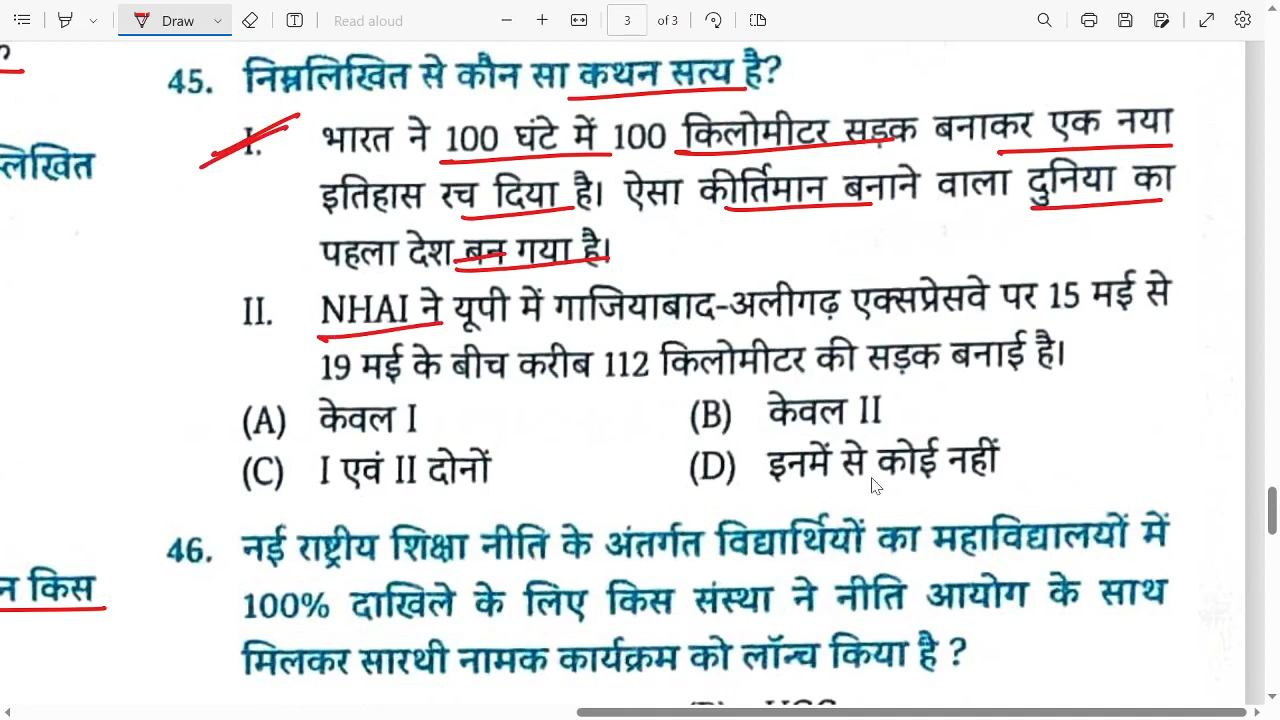 Draw
Read aloud
3
of 3
45. निम्नलिखित से कौन सा कथन सत्य है?
I. भारत ने 100 घंटे में 100 किलोमीटर सड़क बनाकर एक नया
लिखित
इतिहास रच दिया है। ऐसा कीर्तिमान बनाने वाला दुनिया का
पहला देश बन गया है।
II. NHAI ने यूपी में गाजियाबाद-अलीगढ़ एक्सप्रेसवे पर 15 मई से
19 मई के बीच करीब 112 किलोमीटर की सड़क बनाई है।
(A) केवल I (B) केवल II
(C) I एवं II दोनों (D) इनमें से कोई नहीं
46. नई राष्ट्रीय शिक्षा नीति के अंतर्गत विद्यार्थियों का महाविद्यालयों में
न किस
100% दाखिले के लिए किस संस्था ने नीति आयोग के साथ
मिलकर सारथी नामक कार्यक्रम को लॉन्च किया है ?